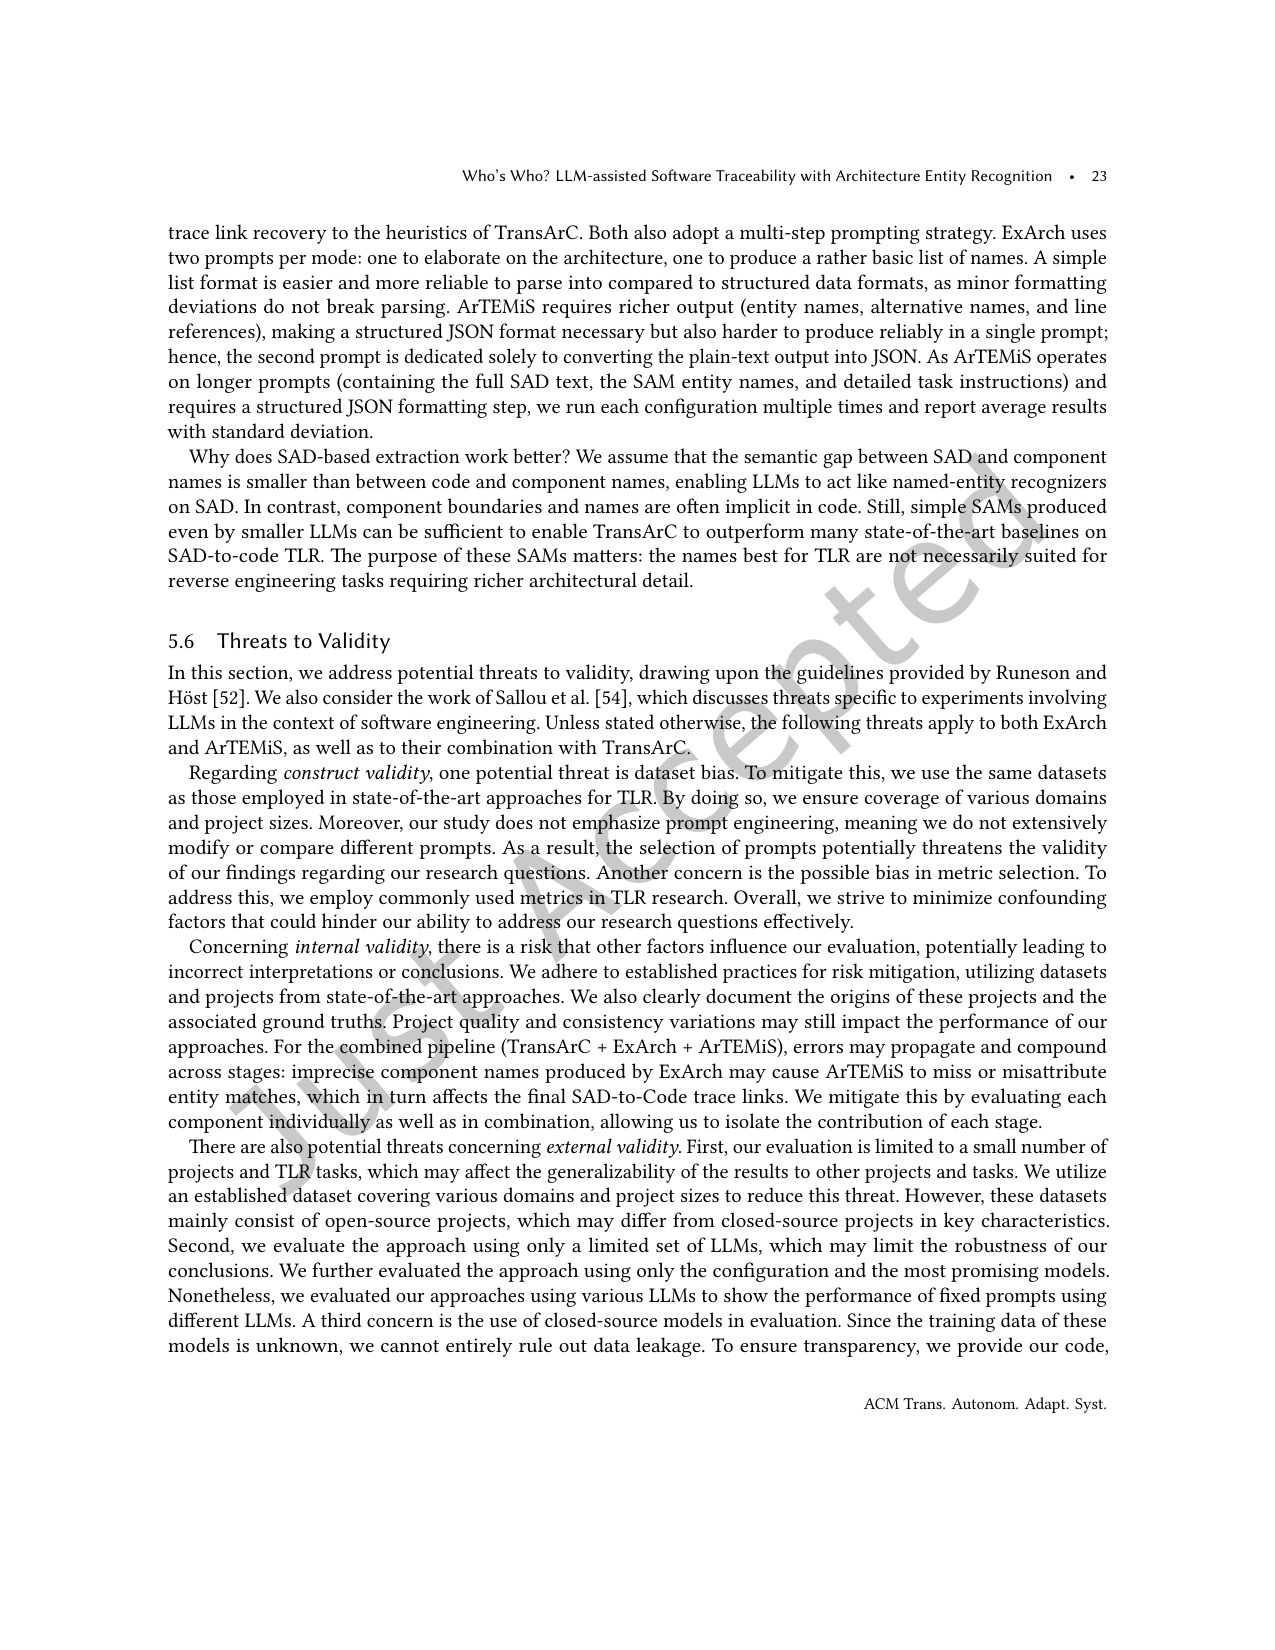 Who's Who? LLM-assisted Software Traceability with Architecture Entity Recognition • 23
trace link recovery to the heuristics of TransArC. Both also adopt a multi-step prompting strategy. ExArch uses
two prompts per mode: one to elaborate on the architecture, one to produce a rather basic list of names. A simple
list format is easier and more reliable to parse into compared to structured data formats, as minor formatting
deviations do not break parsing. ArTEMiS requires richer output (entity names, alternative names, and line
references), making a structured JSON format necessary but also harder to produce reliably in a single prompt;
hence, the second prompt is dedicated solely to converting the plain-text output into JSON. As ArTEMiS operates
on longer prompts (containing the full SAD text, the SAM entity names, and detailed task instructions) and
requires a structured JSON formatting step, we run each configuration multiple times and report average results
with standard deviation.
Why does SAD-based extraction work better? We assume that the semantic gap between SAD and component
names is smaller than between code and component names, enabling LLMs to act like named-entity recognizers
on SAD. In contrast, component boundaries and names are often implicit in code. Still, simple SAMs produced
even by smaller LLMs can be sufficient to enable TransArC to outperform many state-of-the-art baselines on
SAD-to-code TLR. The purpose of these SAMs matters: the names best for TLR are not necessarily suited for
reverse engineering tasks requiring richer architectural detail.
5.6 Threats to Validity
In this section, we address potential threats to validity, drawing upon the guidelines provided by Runeson and
Höst [52]. We also consider the work of Sallou et al. [54], which discusses threats specific to experiments involving
LLMs in the context of software engineering. Unless stated otherwise, the following threats apply to both ExArch
and ArTEMiS, as well as to their combination with TransArC.
Regarding construct validity, one potential threat is dataset bias. To mitigate this, we use the same datasets
as those employed in state-of-the-art approaches for TLR. By doing so, we ensure coverage of various domains
and project sizes. Moreover, our study does not emphasize prompt engineering, meaning we do not extensively
modify or compare different prompts. As a result, the selection of prompts potentially threatens the validity
of our findings regarding our research questions. Another concern is the possible bias in metric selection. To
address this, we employ commonly used metrics in TLR research. Overall, we strive to minimize confounding
factors that could hinder our ability to address our research questions effectively.
Concerning internal validity, there is a risk that other factors influence our evaluation, potentially leading to
incorrect interpretations or conclusions. We adhere to established practices for risk mitigation, utilizing datasets
and projects from state-of-the-art approaches. We also clearly document the origins of these projects and the
associated ground truths. Project quality and consistency variations may still impact the performance of our
approaches. For the combined pipeline (TransArC + ExArch + ArTEMiS), errors may propagate and compound
across stages: imprecise component names produced by ExArch may cause ArTEMiS to miss or misattribute
entity matches, which in turn affects the final SAD-to-Code trace links. We mitigate this by evaluating each
component individually as well as in combination, allowing us to isolate the contribution of each stage.
There are also potential threats concerning external validity. First, our evaluation is limited to a small number of
projects and TLR tasks, which may affect the generalizability of the results to other projects and tasks. We utilize
an established dataset covering various domains and project sizes to reduce this threat. However, these datasets
mainly consist of open-source projects, which may differ from closed-source projects in key characteristics.
Second, we evaluate the approach using only a limited set of LLMs, which may limit the robustness of our
conclusions. We further evaluated the approach using only the configuration and the most promising models.
Nonetheless, we evaluated our approaches using various LLMs to show the performance of fixed prompts using
different LLMs. A third concern is the use of closed-source models in evaluation. Since the training data of these
models is unknown, we cannot entirely rule out data leakage. To ensure transparency, we provide our code,
ACM Trans. Autonom. Adapt. Syst.
Just Accepted